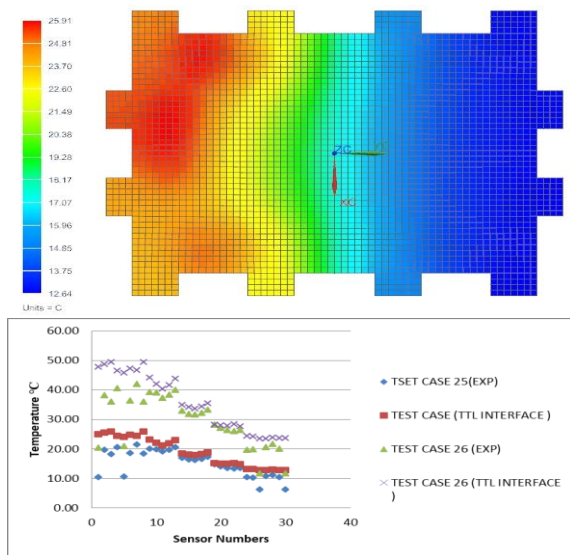 25.91
24.81
23.70
22.60
21.49
20.38
19.28
18.17
17.07
15.96
14.85
13.75
12.64
Units = C
ZC
XC
60.00
50.00
40.00
30.00
20.00
10.00
0.00
Temperature °C
0
10
20
30
40
Sensor Numbers
TSET CASE 25(EXP)
TEST CASE (TTL INTERFACE )
TEST CASE 26 (EXP)
TEST CASE 26 (TTL INTERFACE
)